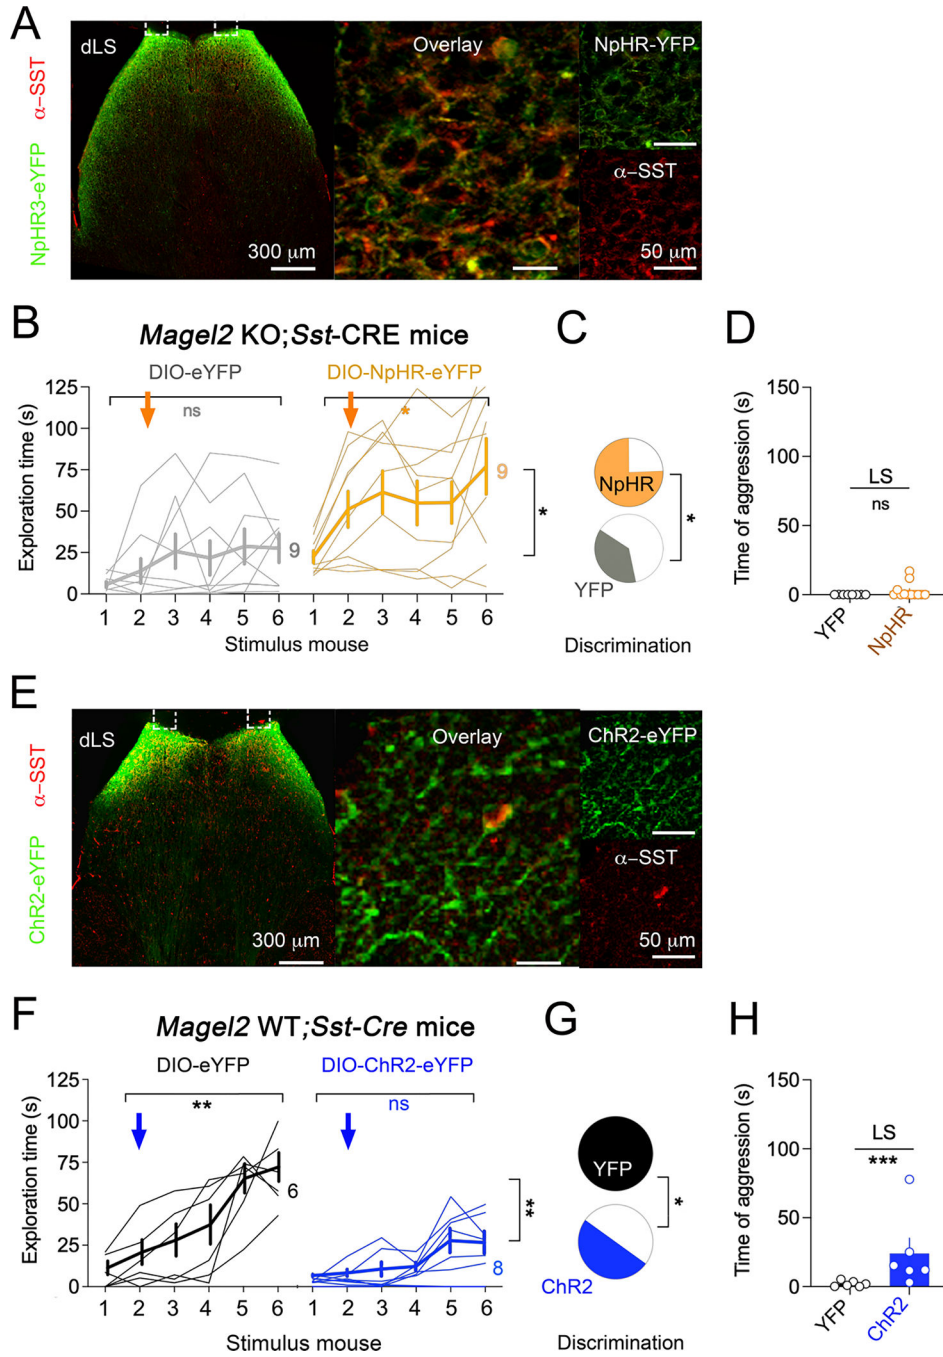 A
NpHR3-eYFP α–SST
dLS
300 μm
Overlay
NpHR-YFP
α–SST
50 μm
B
Magel2 KO;Sst-CRE mice
DIO-eYFP
DIO-NpHR-eYFP
ns
*
Exploration time (s)
125
100
75
50
25
0
9
9
*
1 2 3 4 5 6 1 2 3 4 5 6
Stimulus mouse
C
NpHR
YFP
*
Discrimination
D
Time of aggression (s)
150
100
50
0
LS
ns
YFP
NpHR
E
ChR2-eYFP α–SST
dLS
300 μm
Overlay
ChR2-eYFP
α–SST
50 μm
F
Magel2 WT;Sst-Cre mice
DIO-eYFP
DIO-ChR2-eYFP
**
ns
Exploration time (s)
125
100
75
50
25
0
6
8
**
1 2 3 4 5 6 1 2 3 4 5 6
Stimulus mouse
G
YFP
ChR2
*
Discrimination
H
Time of aggression (s)
150
100
50
0
LS
***
YFP
ChR2